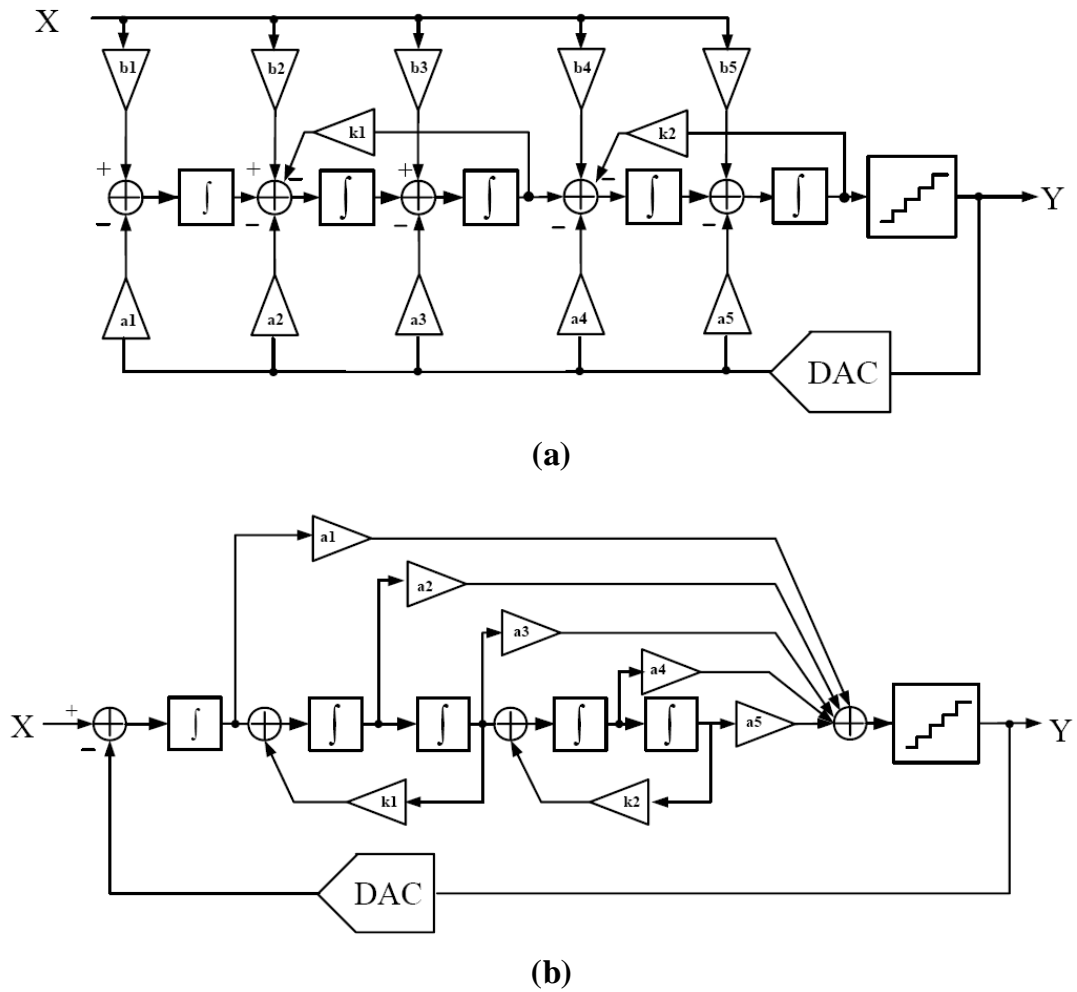 X
b1 b2 b3 b4 b5
k1 k2
+ + − + −
∫ ∫ ∫ ∫ ∫ Y
− − − − −
a1 a2 a3 a4 a5
DAC
(a)
a1
a2
a3
a4
X + ∫ ∫ ∫ ∫ ∫ a5 Y
−
k1 k2
DAC
(b)